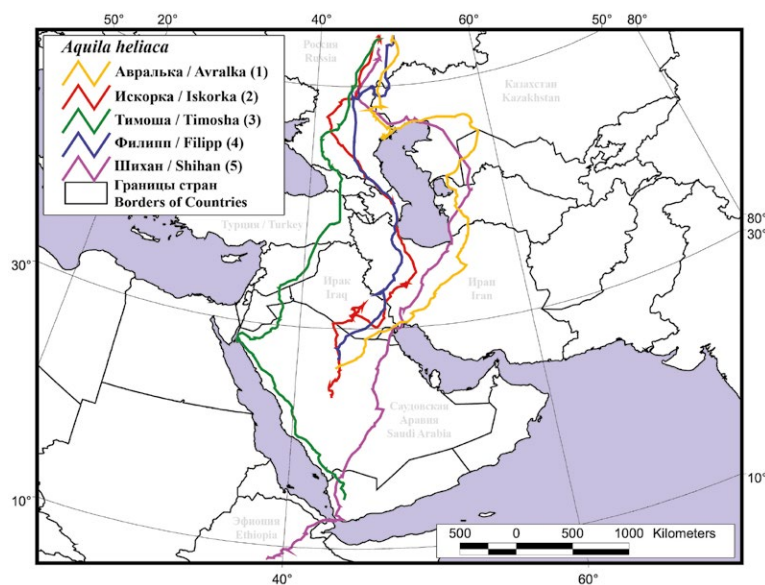 50° 20° 40° 60° 50° 80°
Aquila heliaca
Авралька / Avralka (1)
Искорка / Iskorka (2)
Тимоша / Timosha (3)
Филипп / Filipp (4)
Шихан / Shihan (5)
Границы стран
Borders of Countries
Россия
Russia
Казахстан
Kazakhstan
80°
30°
Турция / Turkey
30°
Ирак
Iraq
Иран
Iran
Саудовская
Аравия
Saudi Arabia
10°
10°
Эфиопия
Ethiopia
500 0 500 1000 Kilometers
40° 60°